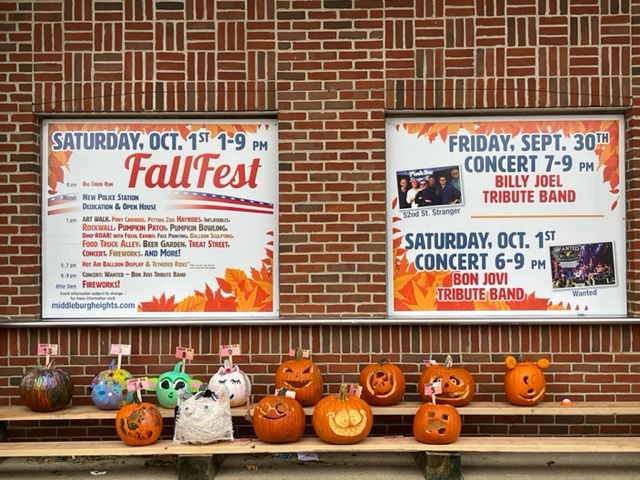 SATURDAY, OCT. 1ST 1-9 PM
FallFest
8 am Big Creek Run
Noon New Police Station
Dedication & Open House
1 pm Art Walk, Pony Carousel, Petting Zoo, Hayrides, Inflatables,
Rockwall, Pumpkin Patch, Pumpkin Bowling,
Dino-Roar! with Fossil Exhibit, Face Painting, Balloon Sculpting,
Food Truck Alley, Beer Garden, Treat Street,
Concert, Fireworks, and More!
5-7 pm Hot Air Balloon Display & Tethered Rides
6-9 pm Concert: Wanted – Bon Jovi Tribute Band
After Dark Fireworks!
Event information subject to change -
for more information visit
middleburgheights.com
FRIDAY, SEPT. 30TH
CONCERT 7-9 PM
BILLY JOEL
TRIBUTE BAND
52nd St. Stranger
SATURDAY, OCT. 1ST
CONCERT 6-9 PM
BON JOVI
TRIBUTE BAND
WANTED
Wanted
13
9